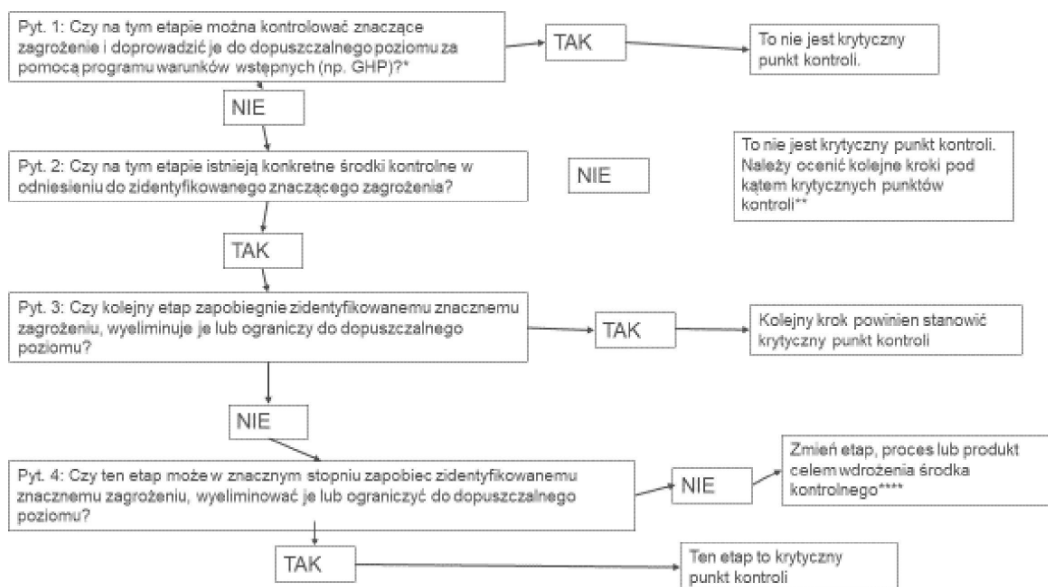 Pyt. 1: Czy na tym etapie można kontrolować znaczące
zagrożenie i doprowadzić je do dopuszczalnego poziomu za
pomocą programu warunków wstępnych (np. GHP)?*
TAK
To nie jest krytyczny
punkt kontroli.
NIE
Pyt. 2: Czy na tym etapie istnieją konkretne środki kontrolne w
odniesieniu do zidentyfikowanego znaczącego zagrożenia?
NIE
To nie jest krytyczny punkt kontroli.
Należy ocenić kolejne kroki pod
kątem krytycznych punktów
kontroli**
TAK
Pyt. 3: Czy kolejny etap zapobiegnie zidentyfikowanemu znacznemu
zagrożeniu, wyeliminuje je lub ograniczy do dopuszczalnego
poziomu?
TAK
Kolejny krok powinien stanowić
krytyczny punkt kontroli
NIE
Pyt. 4: Czy ten etap może w znacznym stopniu zapobiec zidentyfikowanemu
znacznemu zagrożeniu, wyeliminować je lub ograniczyć do dopuszczalnego
poziomu?
NIE
Zmień etap, proces lub produkt
celem wdrożenia środka
kontrolnego****
TAK
Ten etap to krytyczny
punkt kontroli